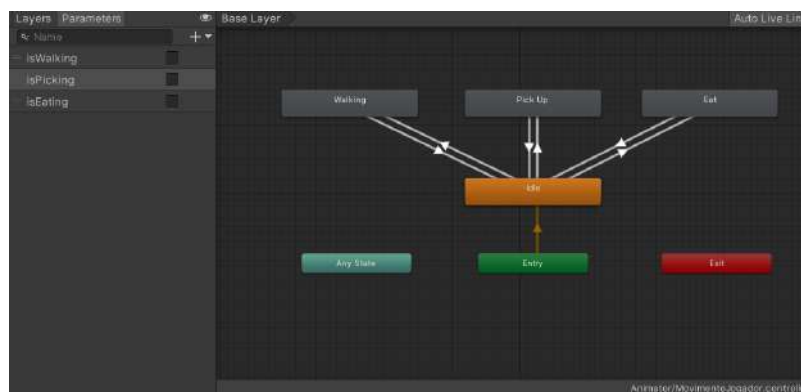 Layers Parameters
Base Layer
Auto Live Lin
Name
isWalking
isPicking
isEating
Walking
Pick Up
Eat
Idle
Any State
Entry
Exit
Animator/MovimentoJogador.controlle